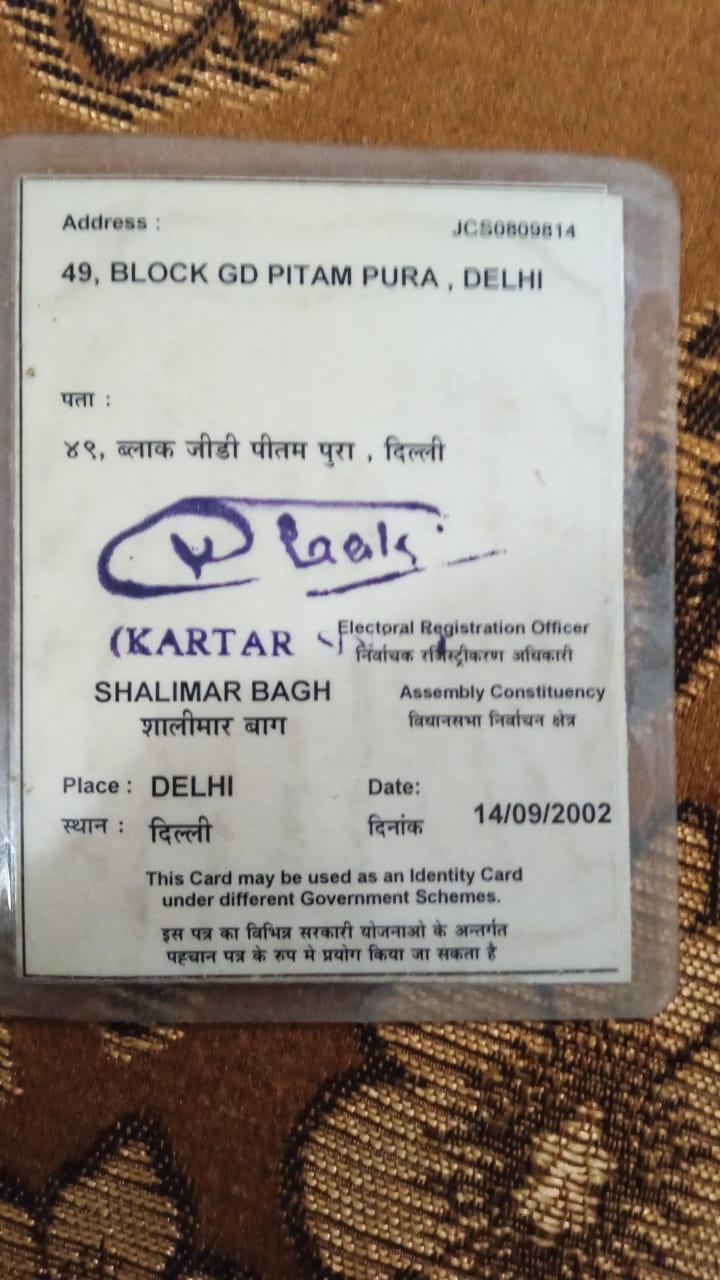 Address :
JCS0809814
49, BLOCK GD PITAM PURA , DELHI
पता :
४९, ब्लाक जीडी पीतम पुरा , दिल्ली
(KARTAR
Electoral Registration Officer
निर्वाचक रजिस्ट्रीकरण अधिकारी
SHALIMAR BAGH
Assembly Constituency
शालीमार बाग
विधानसभा निर्वाचन क्षेत्र
Place : DELHI
Date:
14/09/2002
स्थान : दिल्ली
दिनांक
This Card may be used as an Identity Card
under different Government Schemes.
इस पत्र का विभिन्न सरकारी योजनाओ के अन्तर्गत
पहचान पत्र के रुप मे प्रयोग किया जा सकता है